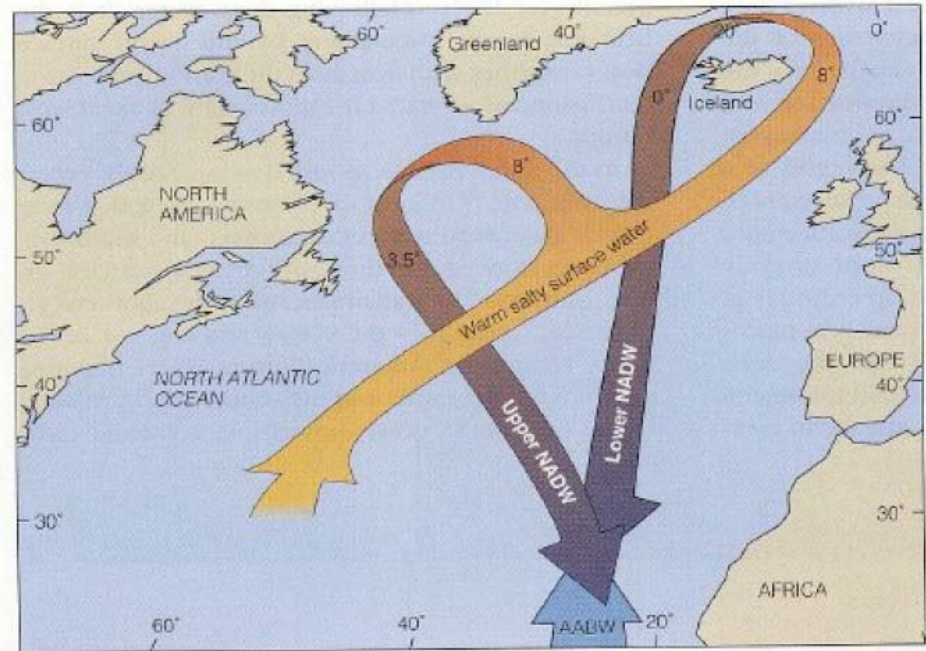 60°
40°
20°
0°
Greenland
Iceland
0°
8°
60°
60°
8°
NORTH
AMERICA
50°
3.5°
50°
Warm salty surface water
EUROPE
NORTH ATLANTIC
OCEAN
40°
40°
Upper NADW
Lower NADW
30°
30°
AFRICA
60°
40°
AABW
20°